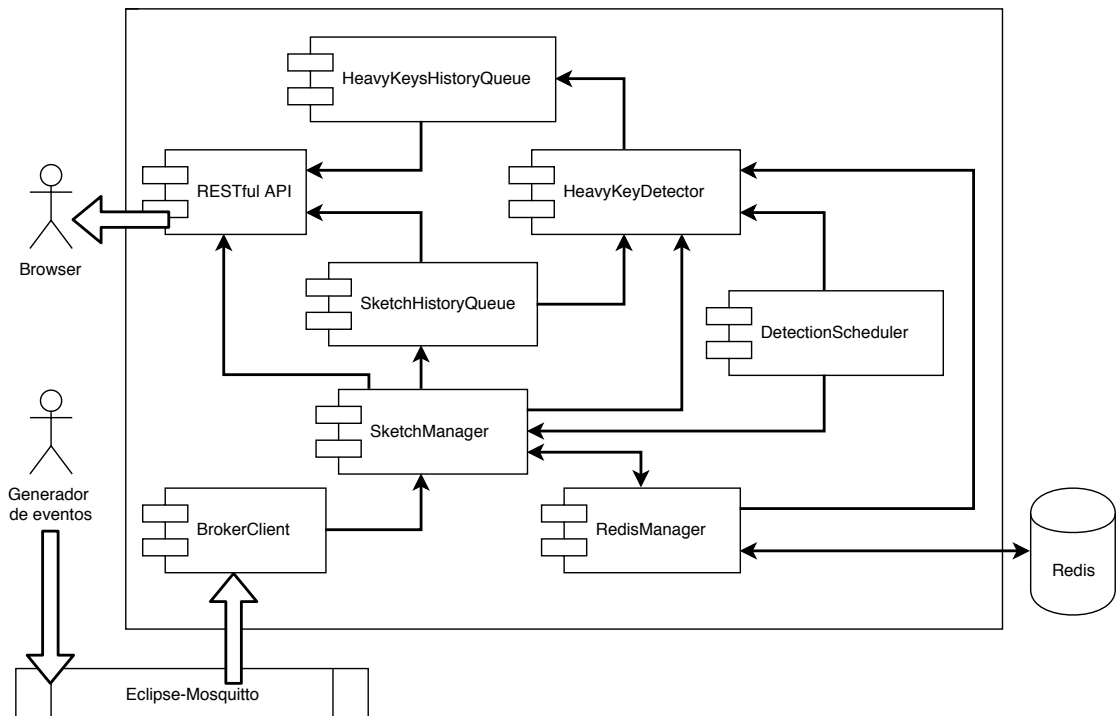 HeavyKeysHistoryQueue
RESTful API
HeavyKeyDetector
Browser
SketchHistoryQueue
DetectionScheduler
SketchManager
Generador
de eventos
BrokerClient
RedisManager
Redis
Eclipse-Mosquitto